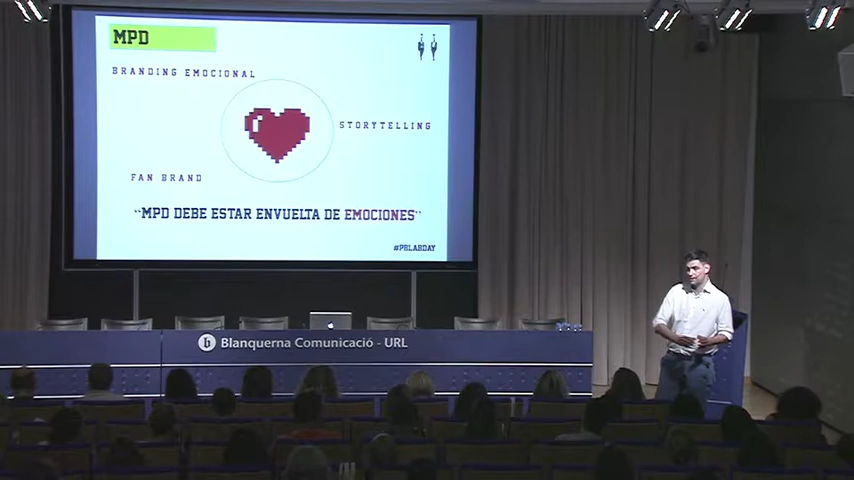 MPD
BRANDING EMOCIONAL
STORYTELLING
FAN BRAND
“MPD DEBE ESTAR ENVUELTA DE EMOCIONES”
#PBLABDAY
b Blanquerna Comunicació - URL